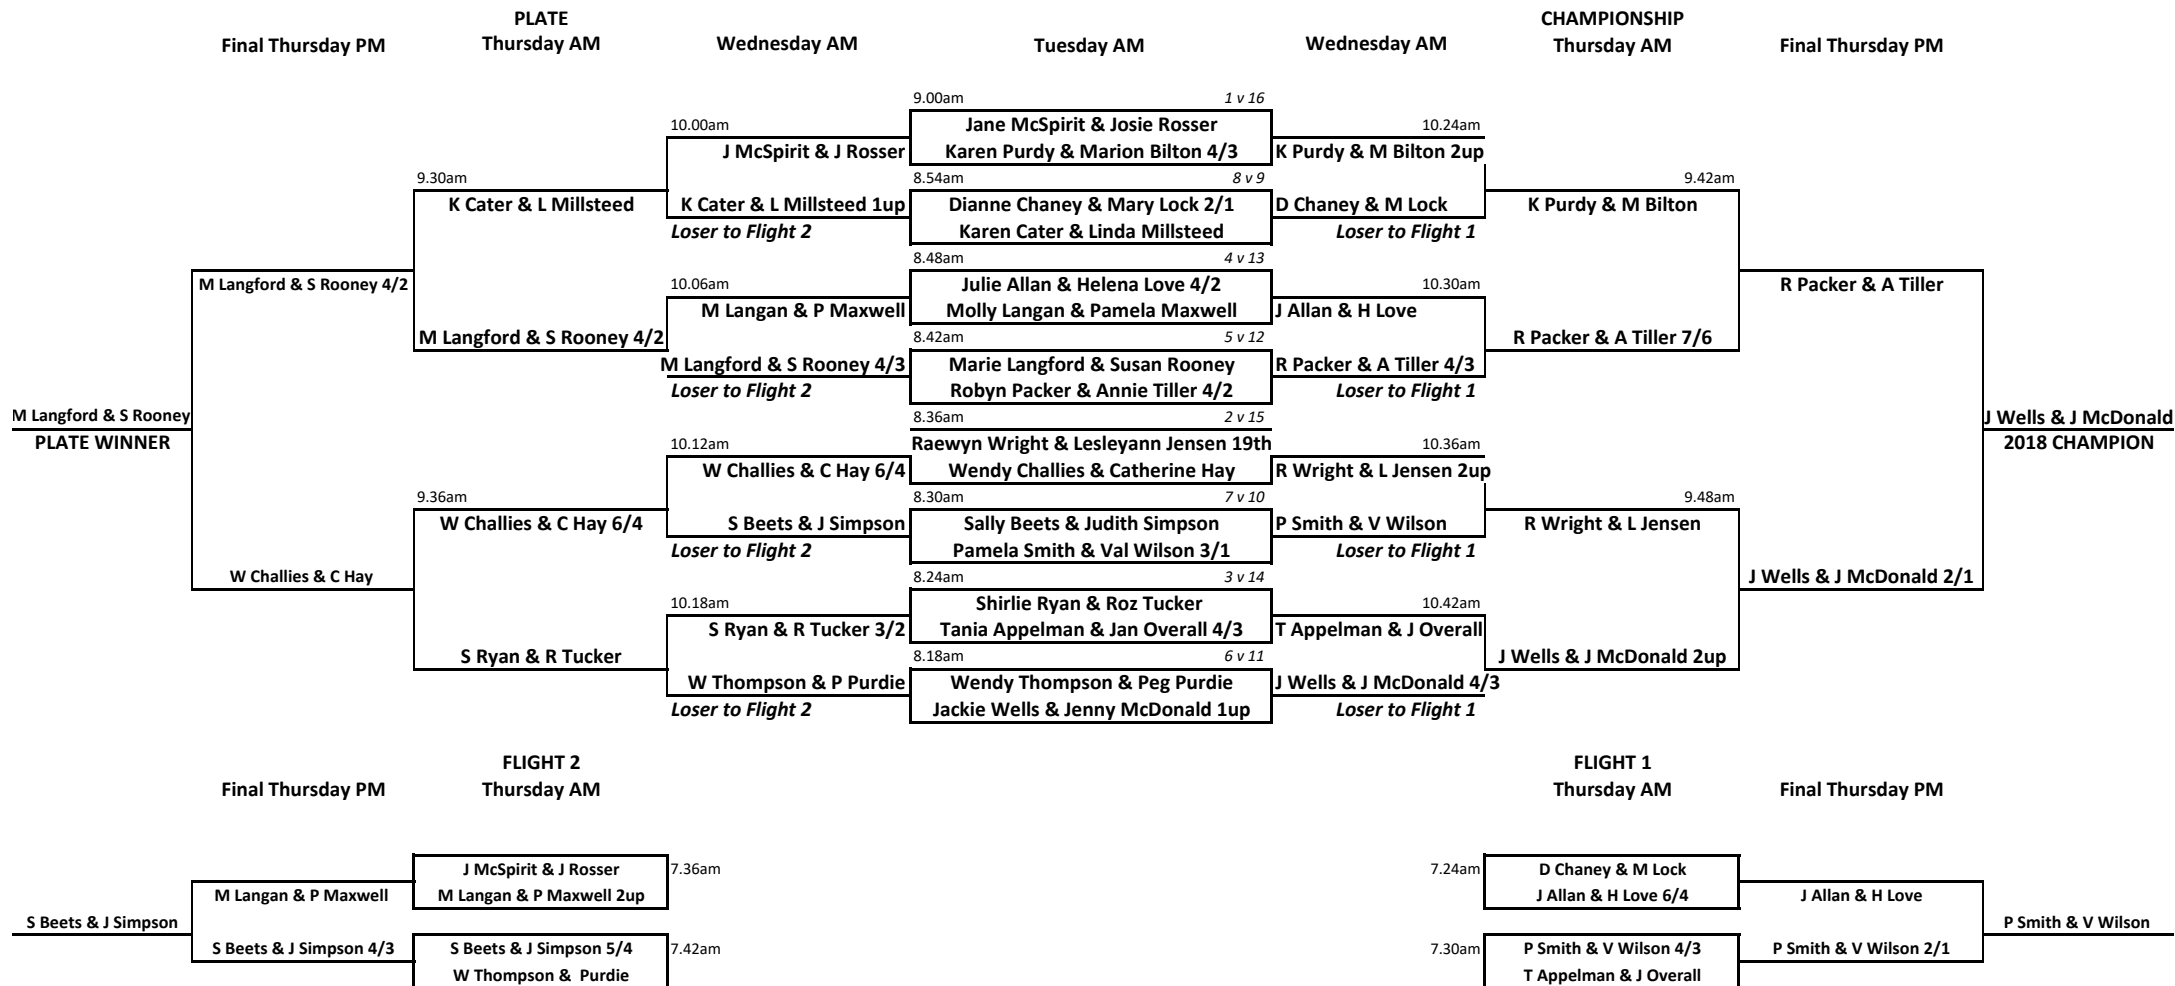 PLATE CHAMPIONSHIP
Final Thursday PM Thursday AM Wednesday AM Tuesday AM Wednesday AM Thursday AM Final Thursday PM
9.00am 1 v 16
10.00am Jane McSpirit & Josie Rosser 10.24am
J McSpirit & J Rosser Karen Purdy & Marion Bilton 4/3 K Purdy & M Bilton 2up
9.30am 8.54am 8 v 9 9.42am
K Cater & L Millsteed K Cater & L Millsteed 1up Dianne Chaney & Mary Lock 2/1 D Chaney & M Lock K Purdy & M Bilton
Loser to Flight 2 Karen Cater & Linda Millsteed Loser to Flight 1
8.48am 4 v 13
M Langford & S Rooney 4/2 10.06am Julie Allan & Helena Love 4/2 10.30am R Packer & A Tiller
M Langan & P Maxwell Molly Langan & Pamela Maxwell J Allan & H Love
M Langford & S Rooney 4/2 8.42am 5 v 12 R Packer & A Tiller 7/6
M Langford & S Rooney 4/3 Marie Langford & Susan Rooney R Packer & A Tiller 4/3
Loser to Flight 2 Robyn Packer & Annie Tiller 4/2 Loser to Flight 1
M Langford & S Rooney 8.36am 2 v 15 J Wells & J McDonald
PLATE WINNER 10.12am Raewyn Wright & Lesleyann Jensen 19th 10.36am 2018 CHAMPION
W Challies & C Hay 6/4 Wendy Challies & Catherine Hay R Wright & L Jensen 2up
9.36am 8.30am 7 v 10 9.48am
W Challies & C Hay 6/4 S Beets & J Simpson Sally Beets & Judith Simpson P Smith & V Wilson R Wright & L Jensen
Loser to Flight 2 Pamela Smith & Val Wilson 3/1 Loser to Flight 1
W Challies & C Hay 8.24am 3 v 14 J Wells & J McDonald 2/1
10.18am Shirlie Ryan & Roz Tucker 10.42am
S Ryan & R Tucker 3/2 Tania Appelman & Jan Overall 4/3 T Appelman & J Overall
S Ryan & R Tucker 8.18am 6 v 11 J Wells & J McDonald 2up
W Thompson & P Purdie Wendy Thompson & Peg Purdie J Wells & J McDonald 4/3
Loser to Flight 2 Jackie Wells & Jenny McDonald 1up Loser to Flight 1
FLIGHT 2 FLIGHT 1
Final Thursday PM Thursday AM Thursday AM Final Thursday PM
J McSpirit & J Rosser 7.36am 7.24am D Chaney & M Lock
M Langan & P Maxwell M Langan & P Maxwell 2up J Allan & H Love 6/4 J Allan & H Love
S Beets & J Simpson P Smith & V Wilson
S Beets & J Simpson 4/3 S Beets & J Simpson 5/4 7.42am 7.30am P Smith & V Wilson 4/3 P Smith & V Wilson 2/1
W Thompson & Purdie T Appelman & J Overall